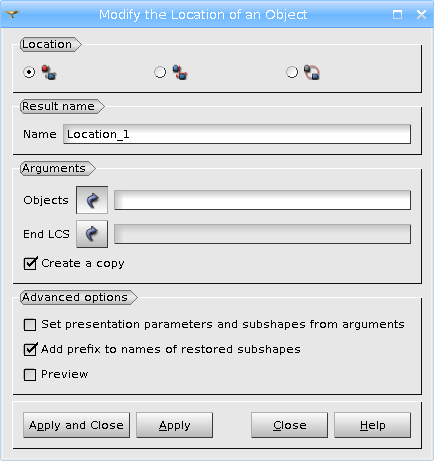 Modify the Location of an Object
Location
Result name
Name Location_1
Arguments
Objects
End LCS
Create a copy
Advanced options
Set presentation parameters and subshapes from arguments
Add prefix to names of restored subshapes
Preview
Apply and Close Apply Close Help